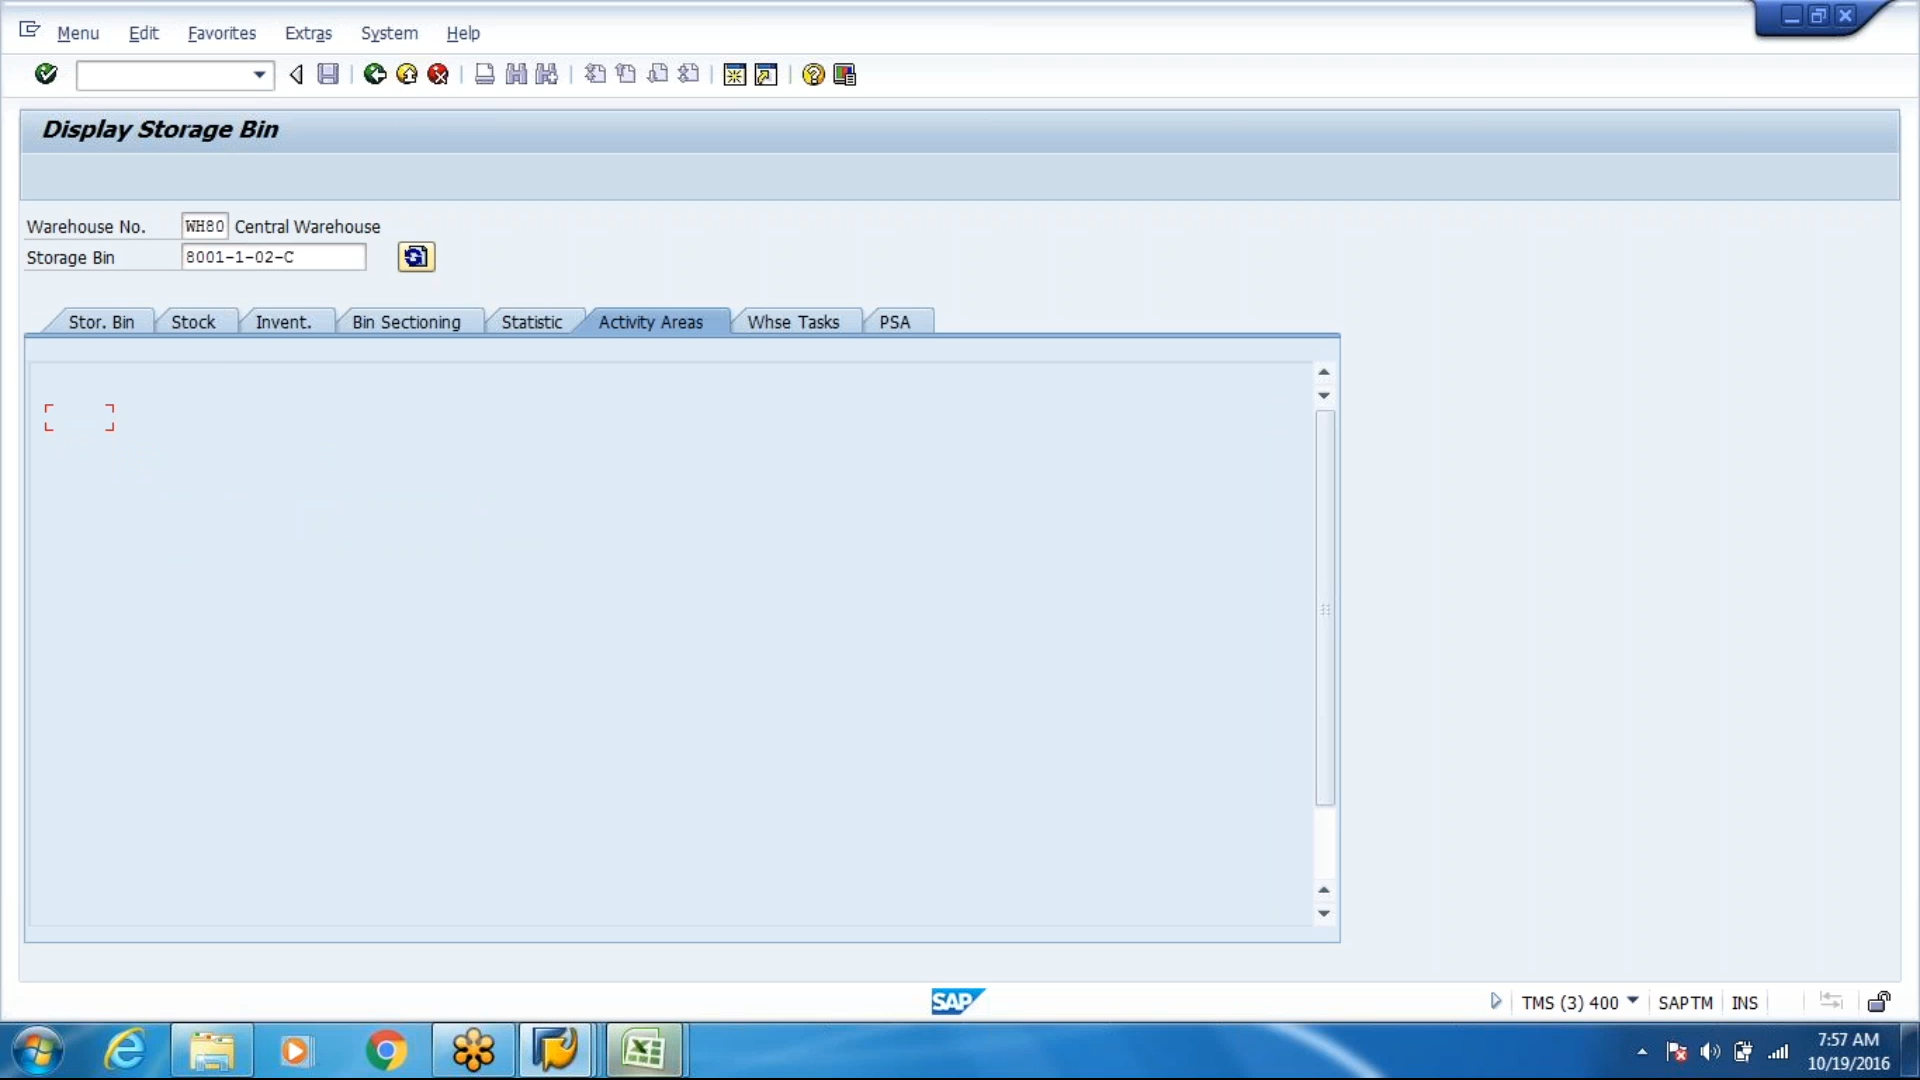 Menu Edit Favorites Extras System Help
Display Storage Bin
Warehouse No. WH80 Central Warehouse
Storage Bin 8001-1-02-C
Stor. Bin Stock Invent. Bin Sectioning Statistic Activity Areas Whse Tasks PSA
SAP TMS (3) 400 SAPTM INS
7:57 AM
10/19/2016